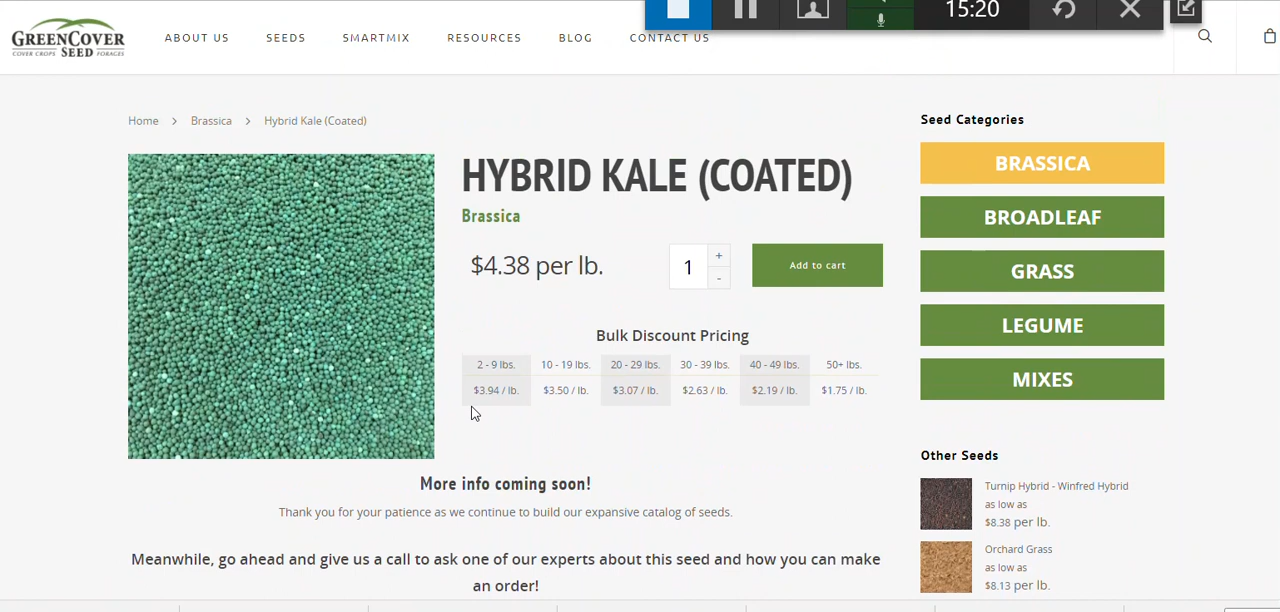 15:20
GREENCOVER
SEED
COVER CROPS FORAGES
ABOUT US
SEEDS
SMARTMIX
RESOURCES
BLOG
CONTACT US
Home > Brassica > Hybrid Kale (Coated)
HYBRID KALE (COATED)
Brassica
$4.38 per lb.
1
+
-
Add to cart
Bulk Discount Pricing
2 - 9 lbs. 10 - 19 lbs. 20 - 29 lbs. 30 - 39 lbs. 40 - 49 lbs. 50+ lbs.
$3.94 / lb. $3.50 / lb. $3.07 / lb. $2.63 / lb. $2.19 / lb. $1.75 / lb.
More info coming soon!
Thank you for your patience as we continue to build our expansive catalog of seeds.
Meanwhile, go ahead and give us a call to ask one of our experts about this seed and how you can make
an order!
Seed Categories
BRASSICA
BROADLEAF
GRASS
LEGUME
MIXES
Other Seeds
Turnip Hybrid - Winfred Hybrid
as low as
$8.38 per lb.
Orchard Grass
as low as
$8.13 per lb.